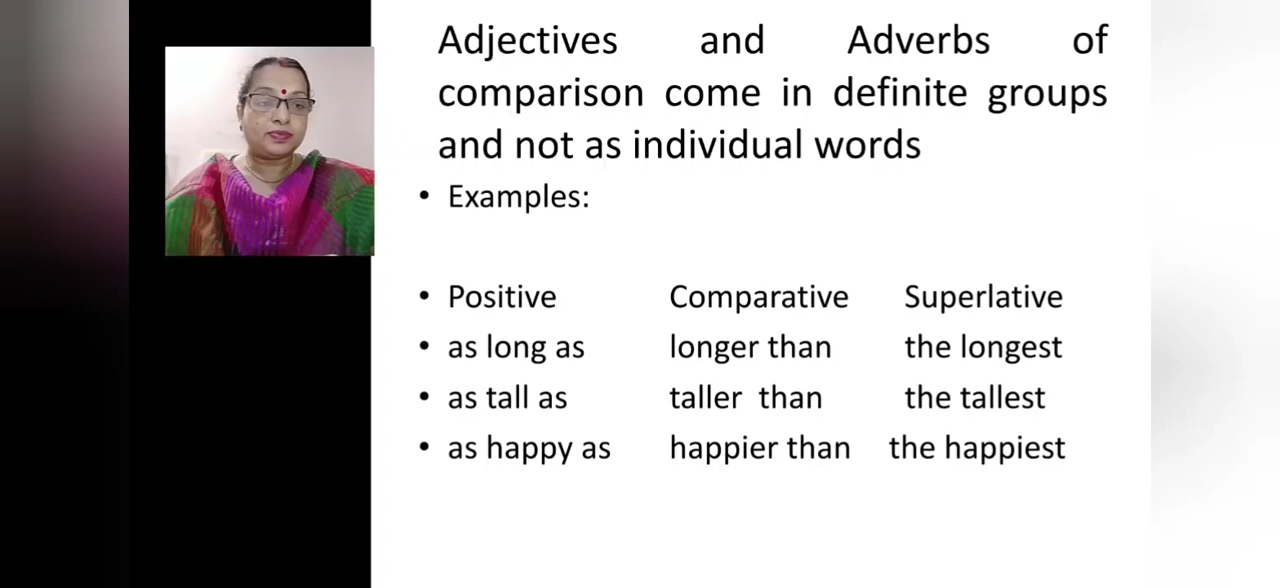 Adjectives and Adverbs of
comparison come in definite groups
and not as individual words
• Examples:
• Positive Comparative Superlative
• as long as longer than the longest
• as tall as taller than the tallest
• as happy as happier than the happiest